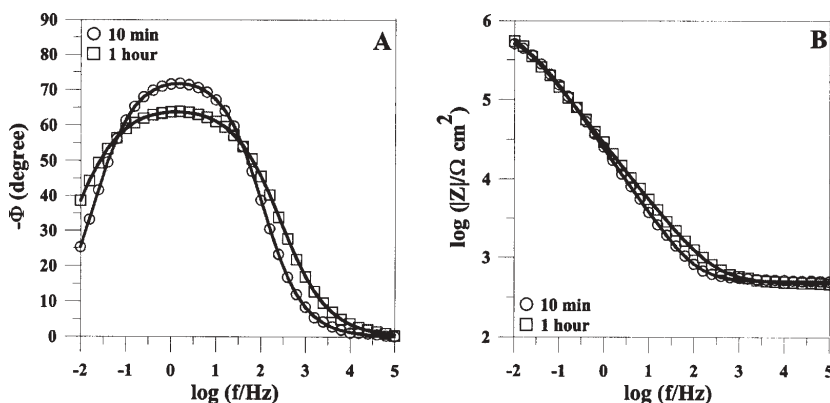 10 min
1 hour
A
90
80
70
60
50
40
30
20
10
0
-Φ (degree)
-2 -1 0 1 2 3 4 5
log (f/Hz)
B
6
5
4
3
2
log (|Z|/Ω cm²)
10 min
1 hour
-2 -1 0 1 2 3 4 5
log (f/Hz)